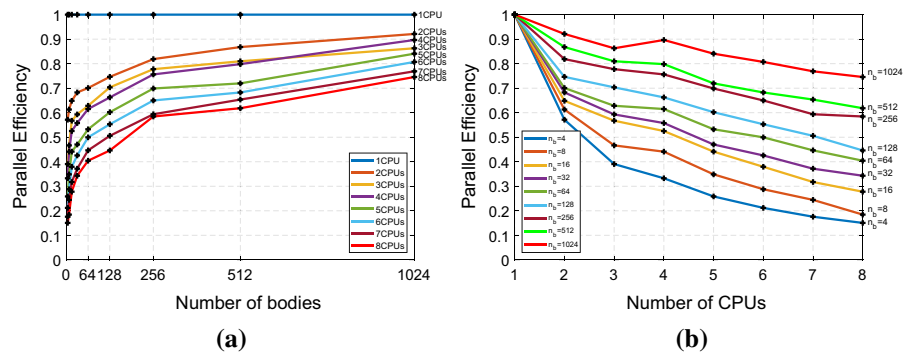 Parallel Efficiency
1
0.9
0.8
0.7
0.6
0.5
0.4
0.3
0.2
0.1
0
0 64 128 256 512 1024
Number of bodies
1CPU
2CPUs
4CPUs
3CPUs
5CPUs
6CPUs
7CPUs
8CPUs
1CPU
2CPUs
3CPUs
4CPUs
5CPUs
6CPUs
7CPUs
8CPUs
(a)
Parallel Efficiency
1
0.9
0.8
0.7
0.6
0.5
0.4
0.3
0.2
0.1
0
1 2 3 4 5 6 7 8
Number of CPUs
n_b=4
n_b=8
n_b=16
n_b=32
n_b=64
n_b=128
n_b=256
n_b=512
n_b=1024
n_b=1024
n_b=512
n_b=256
n_b=128
n_b=64
n_b=32
n_b=16
n_b=8
n_b=4
(b)